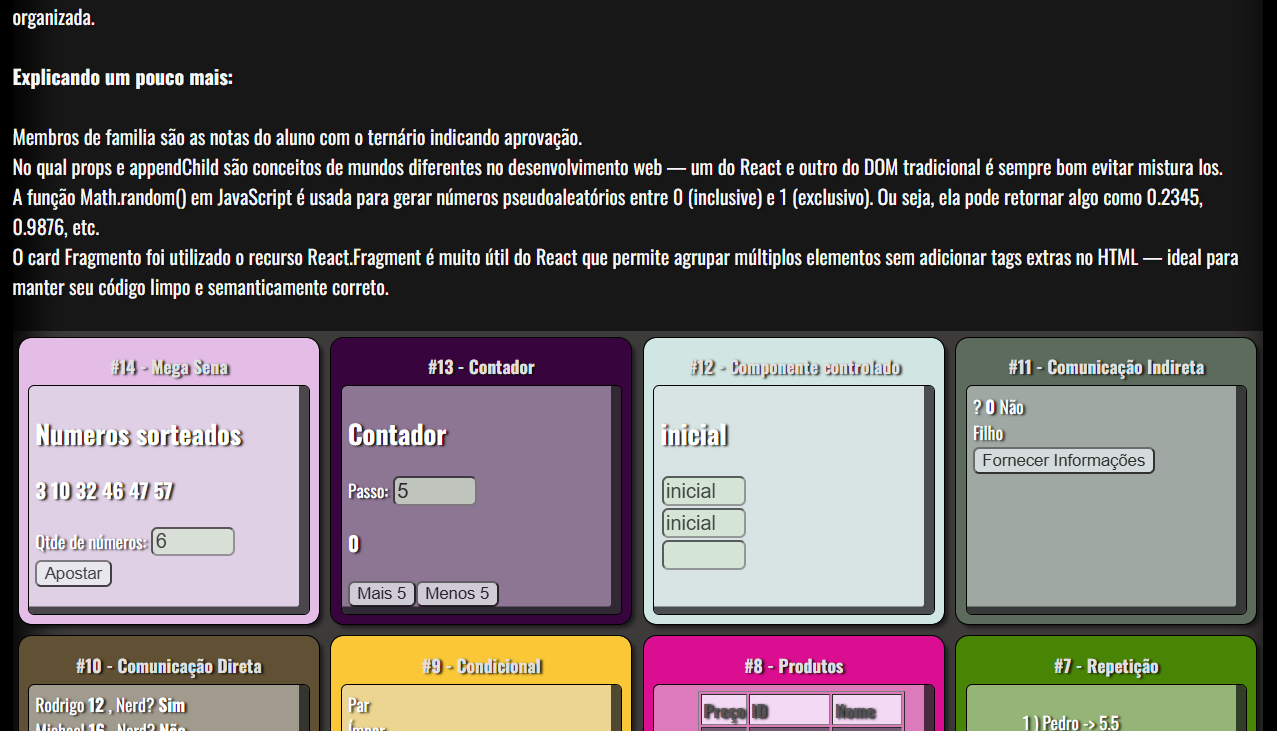 organizada.
Explicando um pouco mais:
Membros de familia são as notas do aluno com o ternário indicando aprovação.
No qual props e appendChild são conceitos de mundos diferentes no desenvolvimento web — um do React e outro do DOM tradicional é sempre bom evitar mistura los.
A função Math.random() em JavaScript é usada para gerar números pseudoaleatórios entre 0 (inclusive) e 1 (exclusivo). Ou seja, ela pode retornar algo como 0.2345,
0.9876, etc.
O card Fragmento foi utilizado o recurso React.Fragment é muito útil do React que permite agrupar múltiplos elementos sem adicionar tags extras no HTML — ideal para
manter seu código limpo e semanticamente correto.
#14 - Mega Sena
Numeros sorteados
3 10 32 46 47 57
Qtde de números: 6
Apostar
#13 - Contador
Contador
Passo: 5
0
Mais 5 Menos 5
#12 - Componente controlado
inicial
inicial
inicial
#11 - Comunicação Indireta
? 0 Não
Filho
Fornecer Informações
#10 - Comunicação Direta
Rodrigo 12 , Nerd? Sim
Michael 16 , Nerd? Não
#9 - Condicional
Par
Ímpar
#8 - Produtos
Preço ID Nome
#7 - Repetição
1 ) Pedro -> 5.5